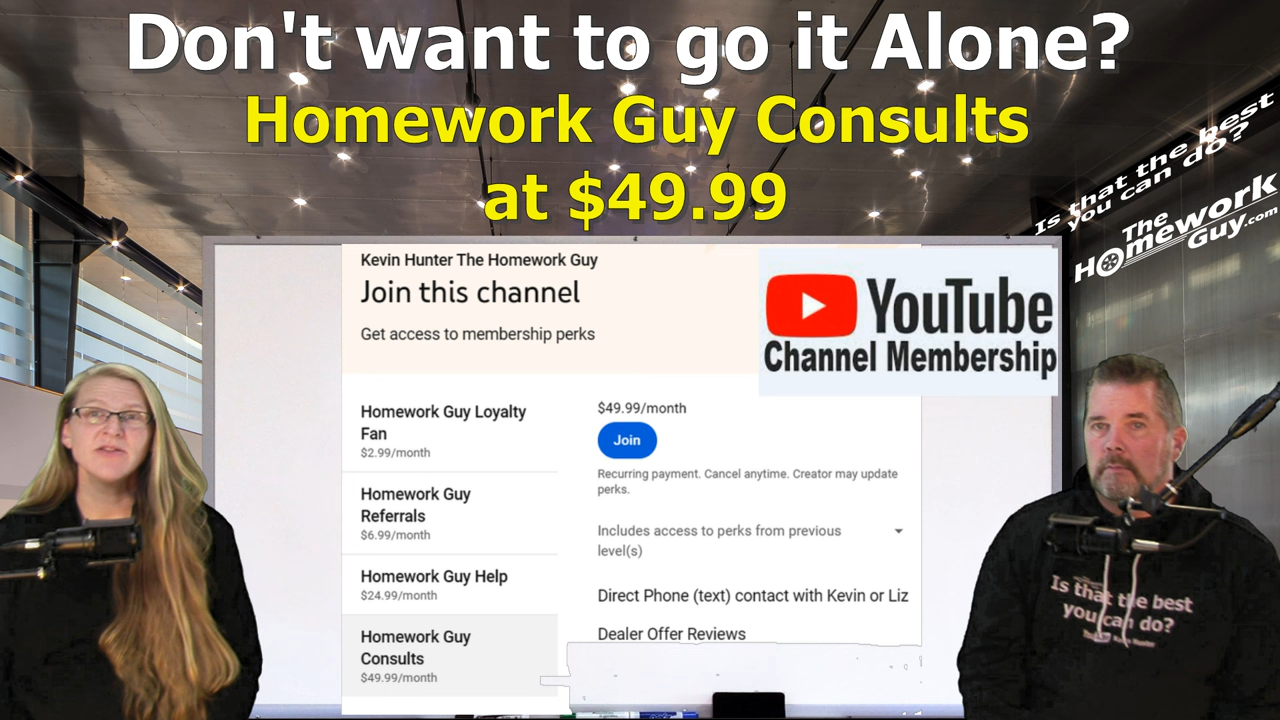 Don't want to go it Alone?
Homework Guy Consults
at $49.99
Is that the best
you can do?
The
Homework
Guy.com
Kevin Hunter The Homework Guy
Join this channel
Get access to membership perks
YouTube
Channel Membership
Homework Guy Loyalty
Fan
$2.99/month
Homework Guy
Referrals
$6.99/month
Homework Guy Help
$24.99/month
Homework Guy
Consults
$49.99/month
$49.99/month
Join
Recurring payment. Cancel anytime. Creator may update
perks.
Includes access to perks from previous
level(s)
Direct Phone (text) contact with Kevin or Liz
Dealer Offer Reviews
Is that the best
you can do?